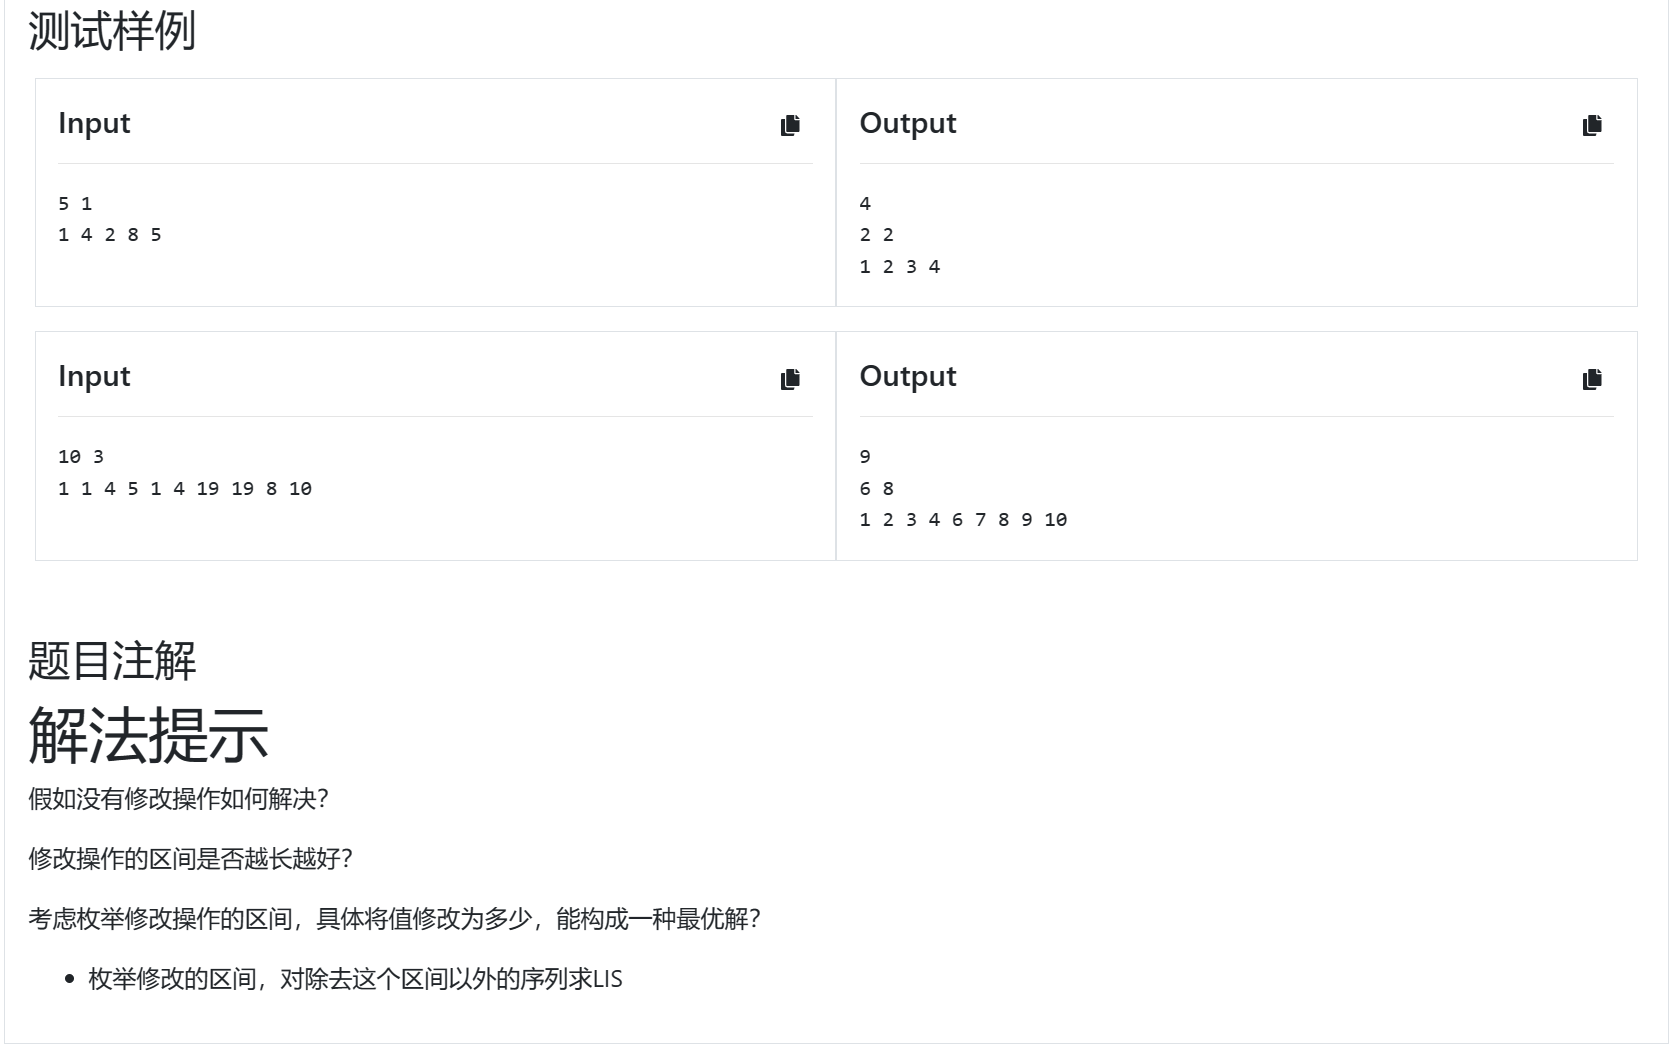 测试样例
Input
Output
5 1
1 4 2 8 5
4
2 2
1 2 3 4
Input
Output
10 3
1 1 4 5 1 4 19 19 8 10
9
6 8
1 2 3 4 6 7 8 9 10
题目注解
解法提示
假如没有修改操作如何解决？
修改操作的区间是否越长越好？
考虑枚举修改操作的区间，具体将值修改为多少，能构成一种最优解？
• 枚举修改的区间，对除去这个区间以外的序列求LIS